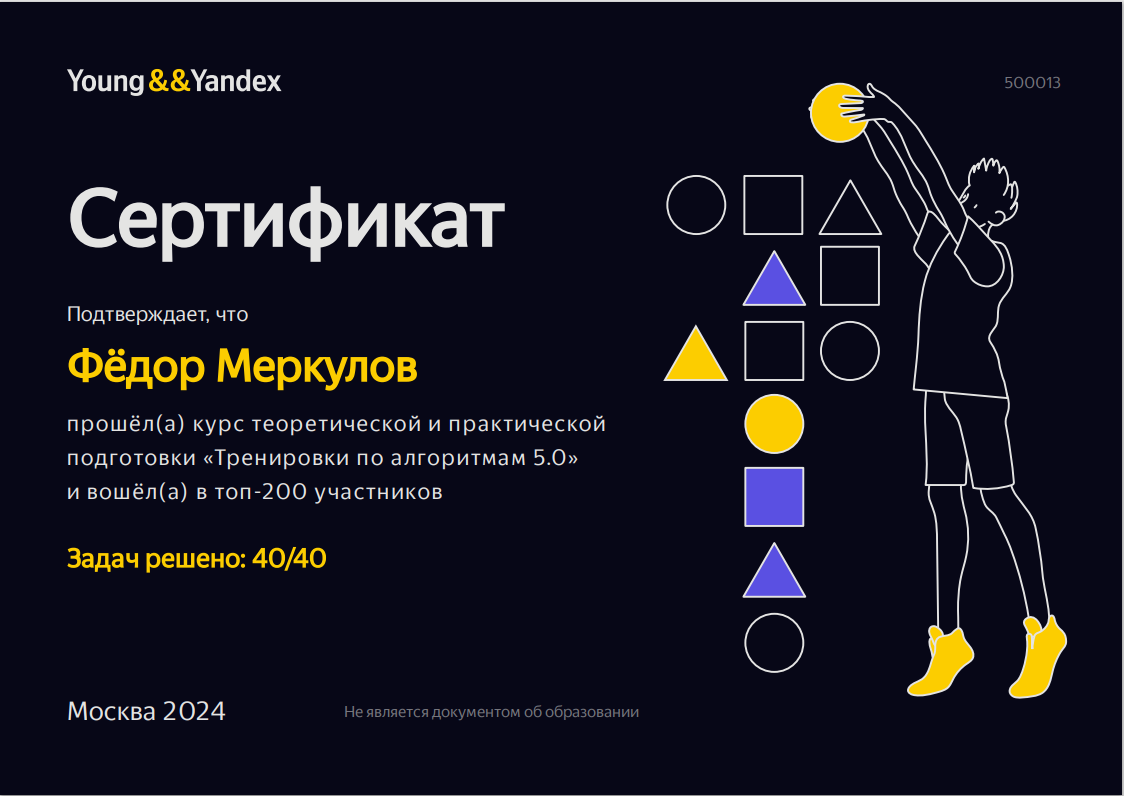 Young&&Yandex
500013
Сертификат
Подтверждает, что
Фёдор Меркулов
прошёл(а) курс теоретической и практической
подготовки «Тренировки по алгоритмам 5.0»
и вошёл(а) в топ-200 участников
Задач решено: 40/40
Москва 2024
Не является документом об образовании